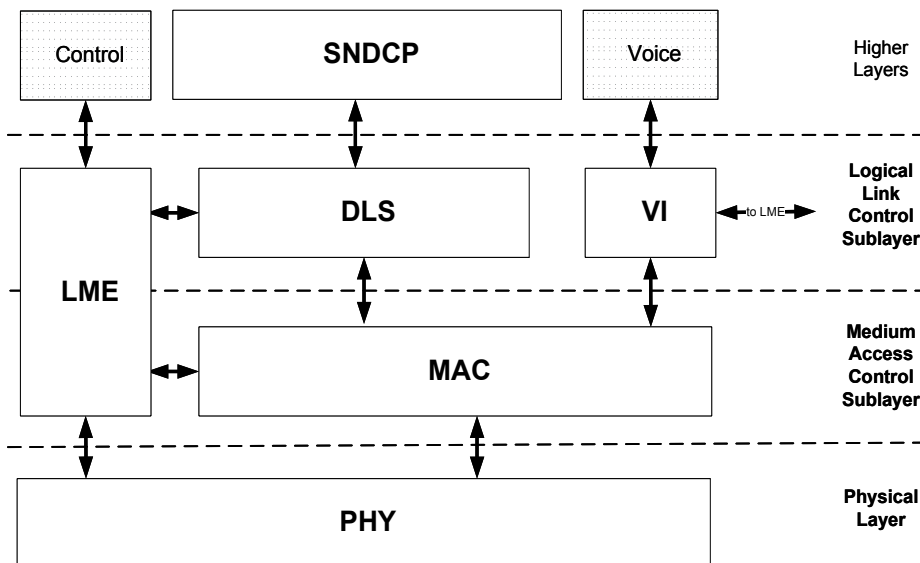 Control
SNDCP
Voice
Higher
Layers
DLS
VI
to LME
Logical
Link
Control
Sublayer
LME
MAC
Medium
Access
Control
Sublayer
PHY
Physical
Layer